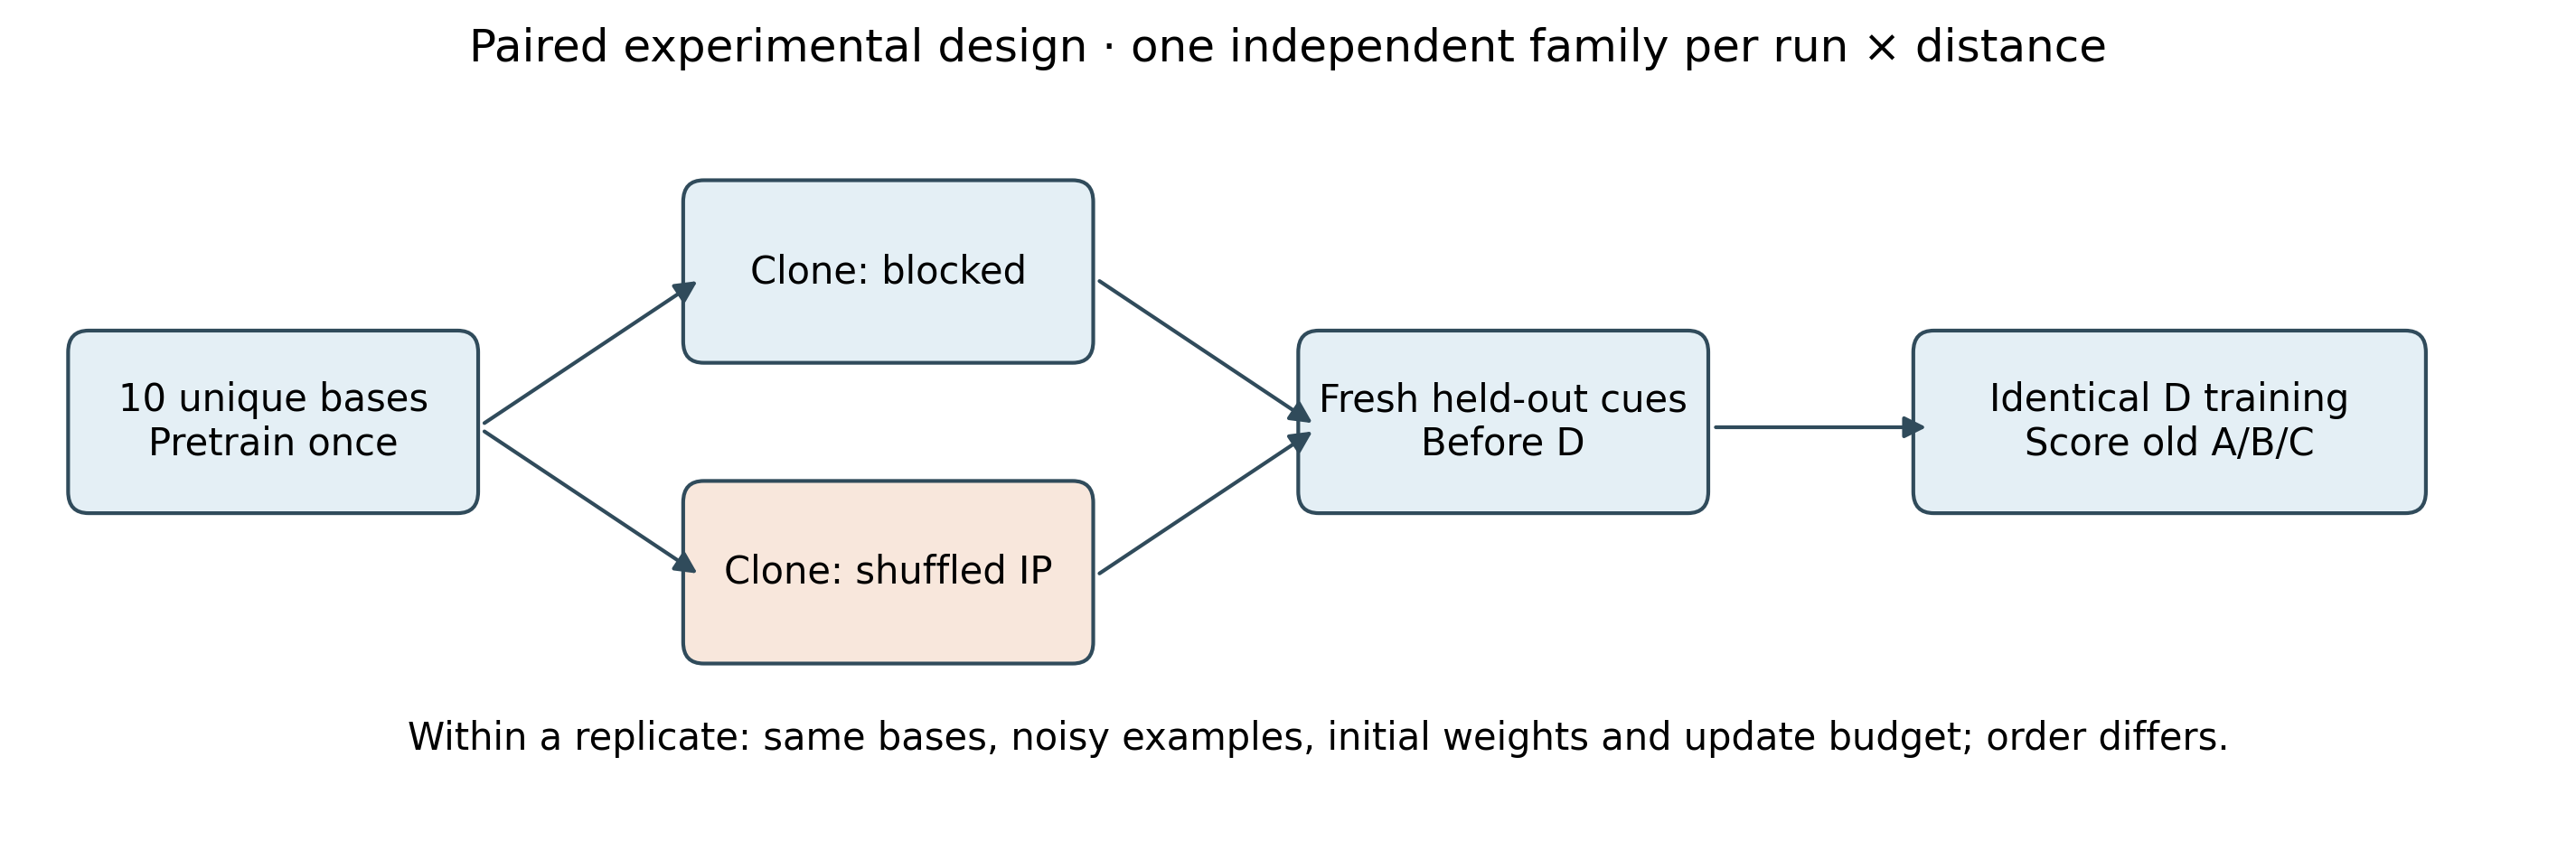 Paired experimental design · one independent family per run × distance
Clone: blocked
10 unique bases
Pretrain once
Fresh held-out cues
Before D
Identical D training
Score old A/B/C
Clone: shuffled IP
Within a replicate: same bases, noisy examples, initial weights and update budget; order differs.